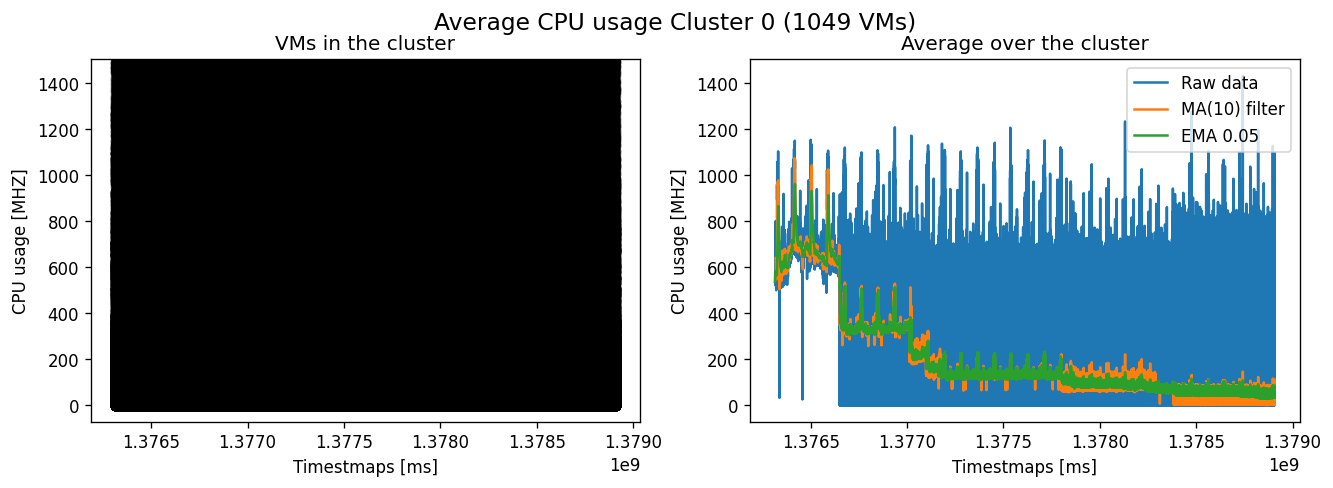 Average CPU usage Cluster 0 (1049 VMs)
VMs in the cluster
CPU usage [MHZ]
1400
1200
1000
800
600
400
200
0
1.3765 1.3770 1.3775 1.3780 1.3785 1.3790
1e9
Timestmaps [ms]
Average over the cluster
CPU usage [MHZ]
1400
1200
1000
800
600
400
200
0
Raw data
MA(10) filter
EMA 0.05
1.3765 1.3770 1.3775 1.3780 1.3785 1.3790
1e9
Timestmaps [ms]